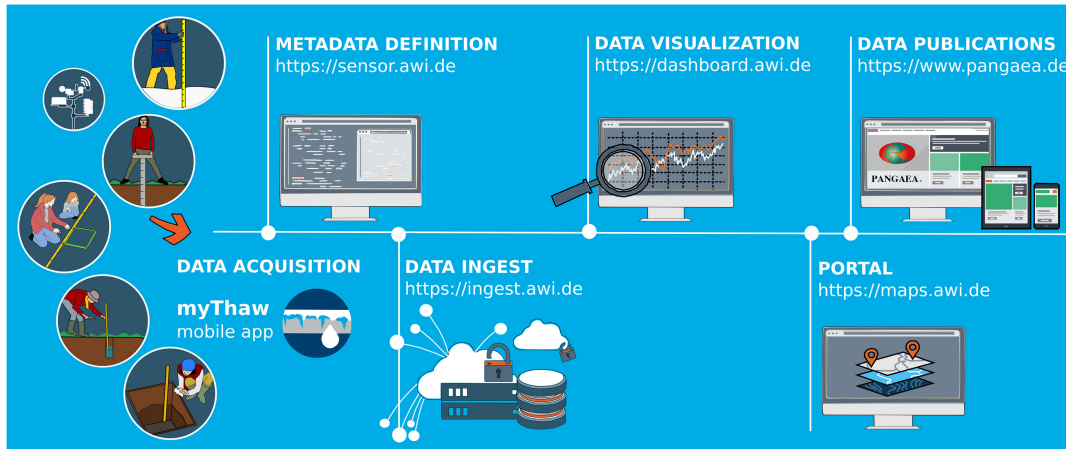 METADATA DEFINITION
https://sensor.awi.de
DATA VISUALIZATION
https://dashboard.awi.de
DATA PUBLICATIONS
https://www.pangaea.de
PANGAEA.
DATA ACQUISITION
myThaw
mobile app
DATA INGEST
https://ingest.awi.de
PORTAL
https://maps.awi.de